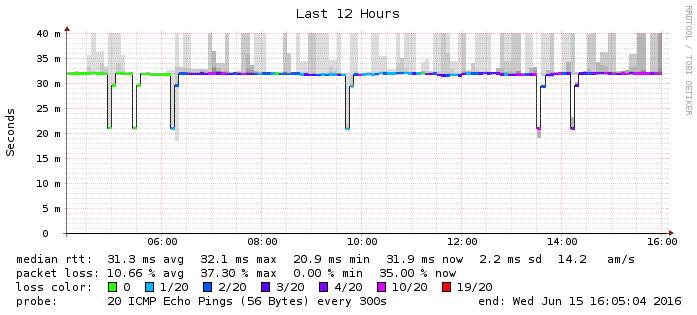 Last 12 Hours
RRDTOOL / TOBI OETIKER
Seconds
40 m
35 m
30 m
25 m
20 m
15 m
10 m
5 m
0
06:00 08:00 10:00 12:00 14:00 16:00
median rtt: 31.3 ms avg 32.1 ms max 20.9 ms min 31.9 ms now 2.2 ms sd 14.2 am/s
packet loss: 10.66 % avg 37.30 % max 0.00 % min 35.00 % now
loss color: 0 1/20 2/20 3/20 4/20 10/20 19/20
probe: 20 ICMP Echo Pings (56 Bytes) every 300s end: Wed Jun 15 16:05:04 2016